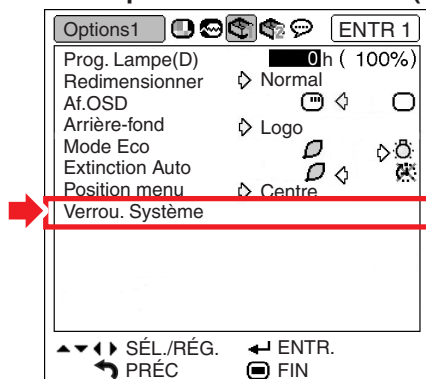 Options1 ENTR 1
Prog. Lampe(D) 0 h ( 100%)
Redimensionner Normal
Af.OSD
Arrière-fond Logo
Mode Eco
Extinction Auto
Position menu Centre
Verrou. Système
SÉL./RÉG. ENTR.
PRÉC FIN